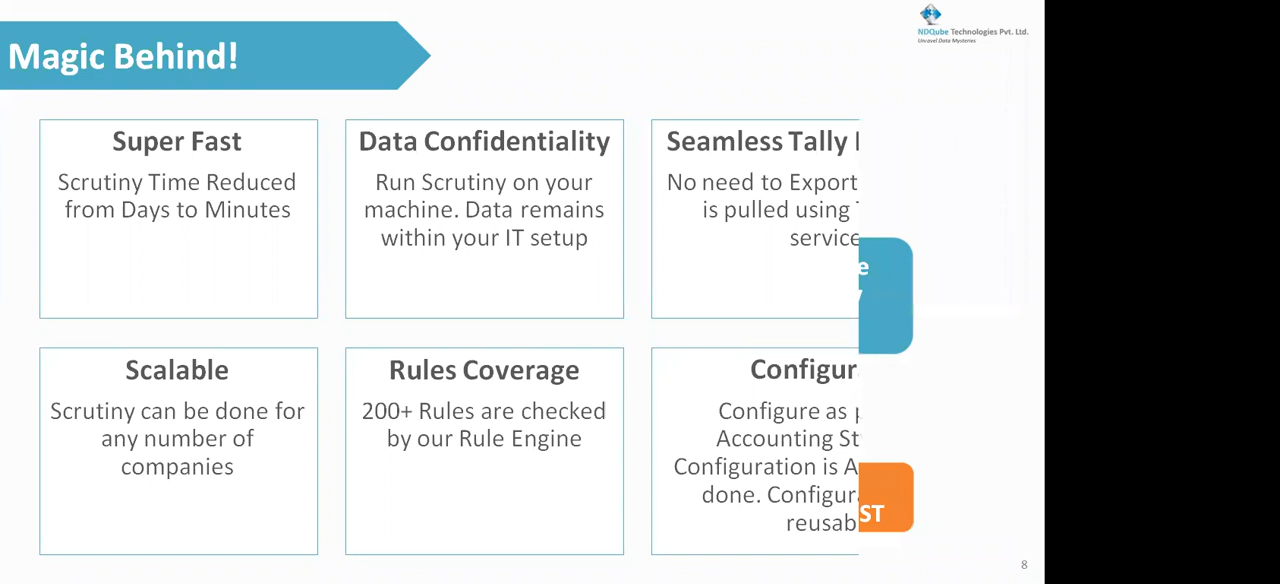 NDQube Technologies Pvt. Ltd.
Unravel Data Mysteries
Magic Behind!
Super Fast
Scrutiny Time Reduced
from Days to Minutes
Data Confidentiality
Run Scrutiny on your
machine. Data remains
within your IT setup
Seamless Tally
No need to Export
is pulled using
service
Scalable
Scrutiny can be done for
any number of
companies
Rules Coverage
200+ Rules are checked
by our Rule Engine
Configur
Configure as
Accounting St
Configuration is A
done. Configur
reusab
e
ST
8